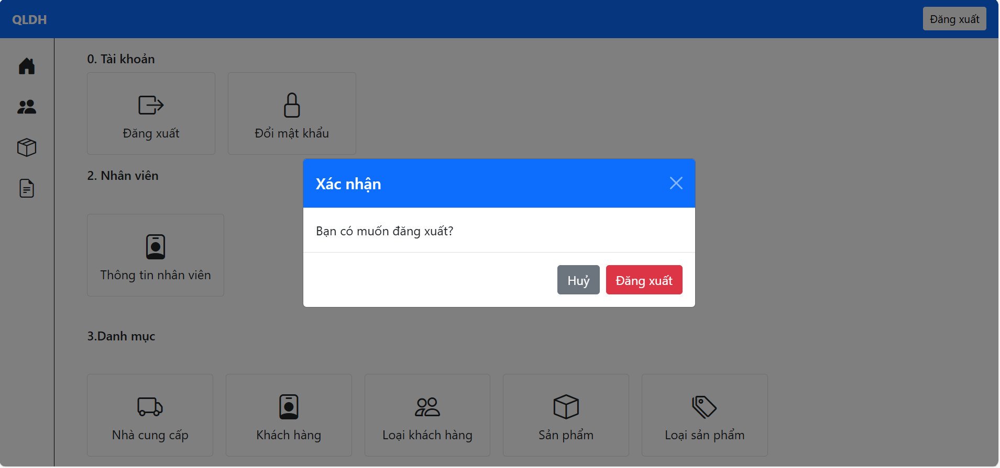 QLDH
Đăng xuất
0. Tài khoản
Đăng xuất
Đổi mật khẩu
2. Nhân viên
Thông tin nhân viên
Xác nhận
Bạn có muốn đăng xuất?
Huỷ
Đăng xuất
3.Danh mục
Nhà cung cấp
Khách hàng
Loại khách hàng
Sản phẩm
Loại sản phẩm